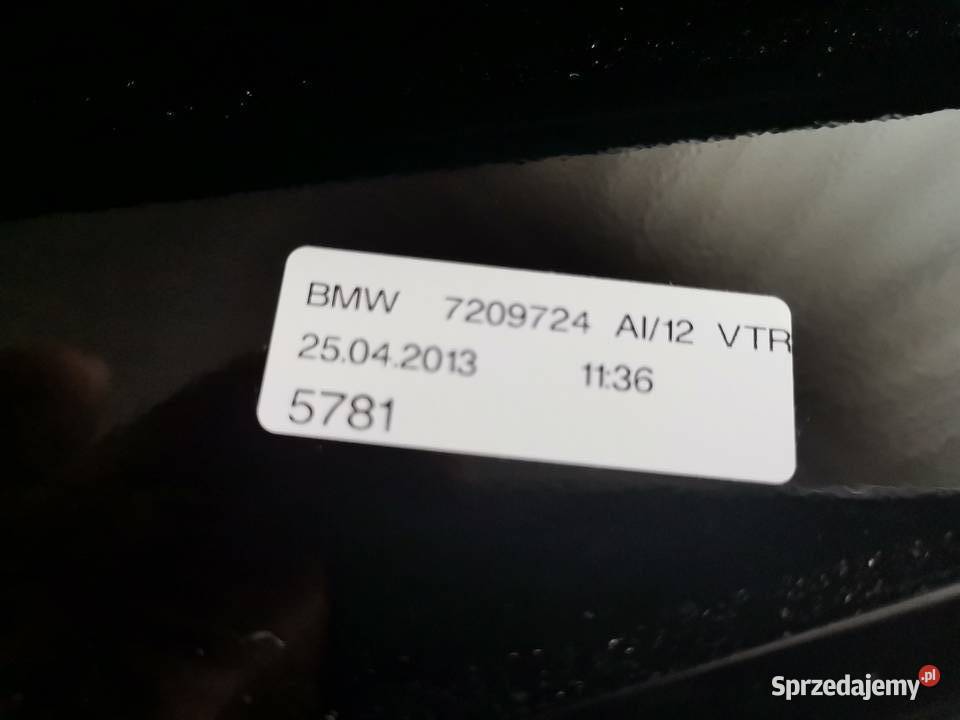 BMW 7209724 AI/12 VTR
25.04.2013 11:36
5781
Sprzedajemy.pl